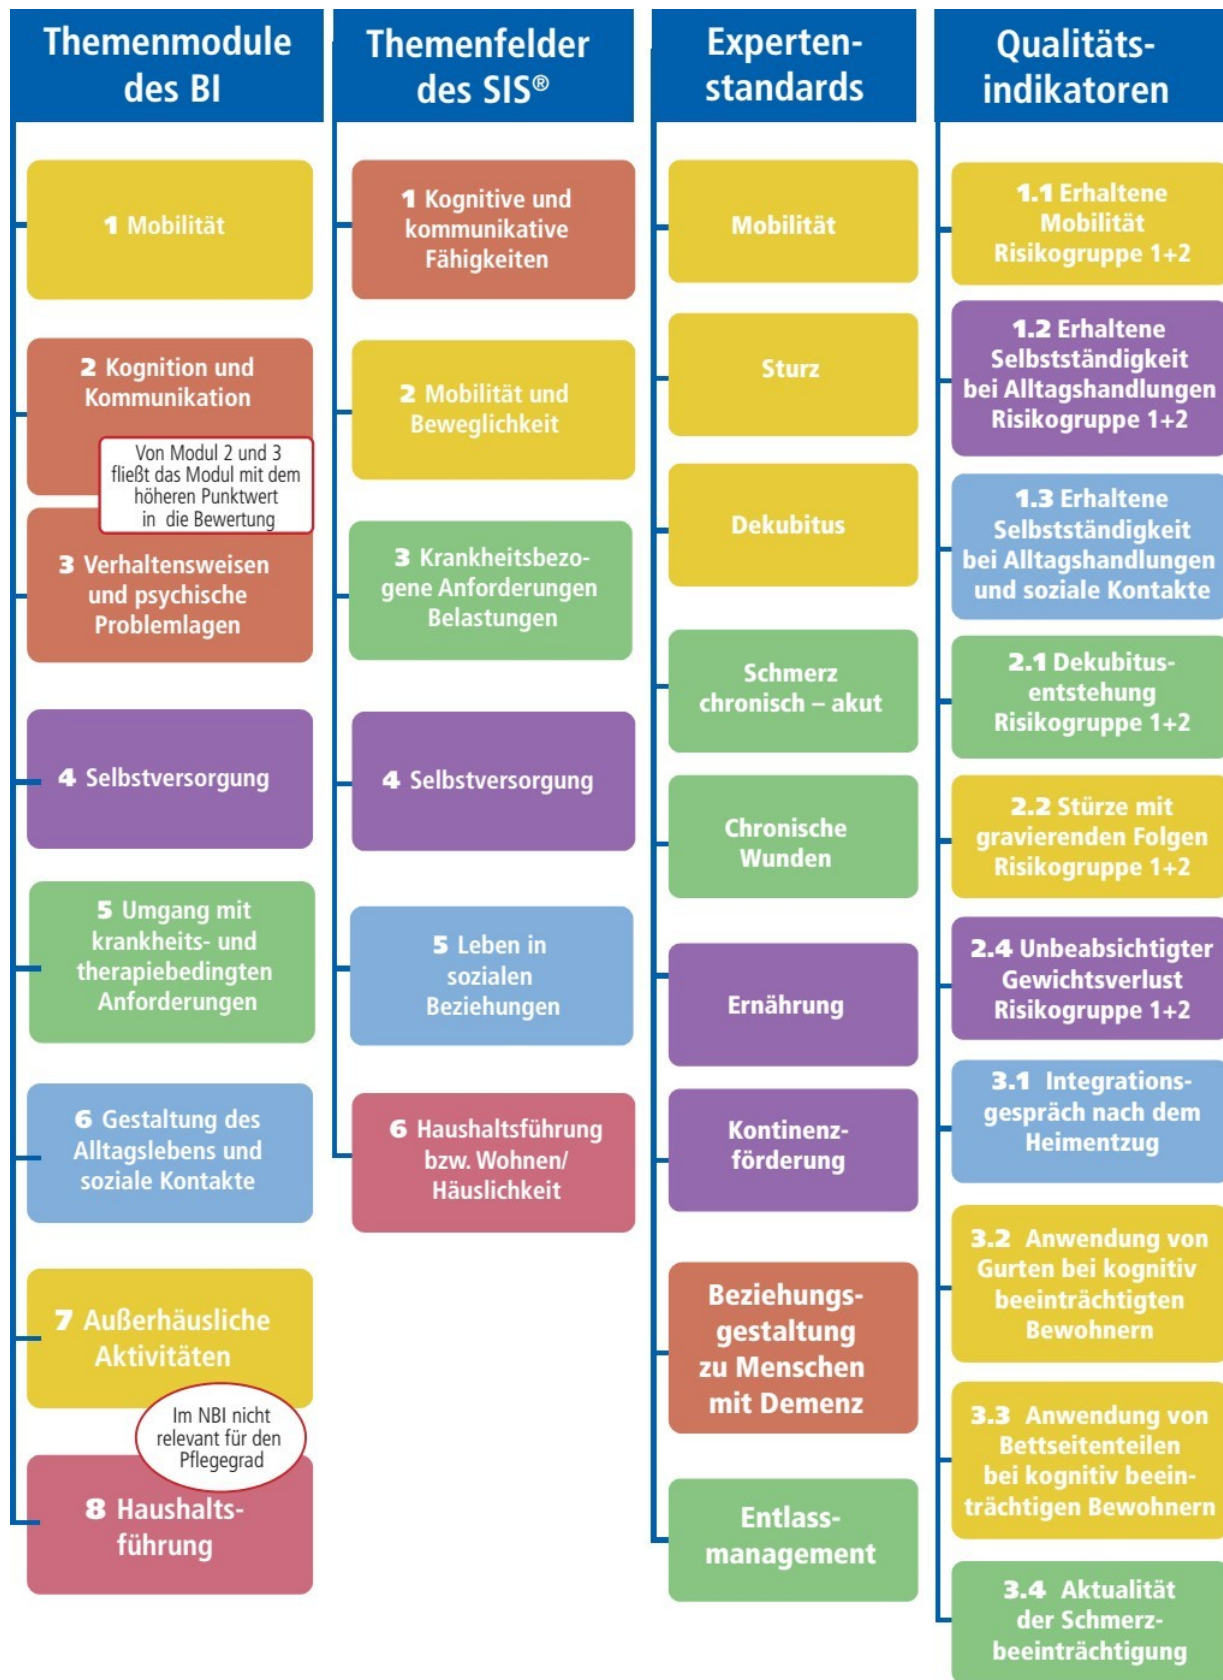 Themenmodule
des BI
1 Mobilität
2 Kognition und
Kommunikation
Von Modul 2 und 3
fließt das Modul mit dem
höheren Punktwert
in die Bewertung
3 Verhaltensweisen
und psychische
Problemlagen
4 Selbstversorgung
5 Umgang mit
krankheits- und
therapiebedingten
Anforderungen
6 Gestaltung des
Alltagslebens und
soziale Kontakte
7 Außerhäusliche
Aktivitäten
Im NBI nicht
relevant für den
Pflegegrad
8 Haushalts-
führung
Themenfelder
des SIS®
1 Kognitive und
kommunikative
Fähigkeiten
2 Mobilität und
Beweglichkeit
3 Krankheitsbezo-
gene Anforderungen
Belastungen
4 Selbstversorgung
5 Leben in
sozialen
Beziehungen
6 Haushaltsführung
bzw. Wohnen/
Häuslichkeit
Experten-
standards
Mobilität
Sturz
Dekubitus
Schmerz
chronisch – akut
Chronische
Wunden
Ernährung
Kontinenz-
förderung
Beziehungs-
gestaltung
zu Menschen
mit Demenz
Entlass-
management
Qualitäts-
indikatoren
1.1 Erhaltene
Mobilität
Risikogruppe 1+2
1.2 Erhaltene
Selbstständigkeit
bei Alltagshandlungen
Risikogruppe 1+2
1.3 Erhaltene
Selbstständigkeit
bei Alltagshandlungen
und soziale Kontakte
2.1 Dekubitus-
entstehung
Risikogruppe 1+2
2.2 Stürze mit
gravierenden Folgen
Risikogruppe 1+2
2.4 Unbeabsichtigter
Gewichtsverlust
Risikogruppe 1+2
3.1 Integrations-
gespräch nach dem
Heimentzug
3.2 Anwendung von
Gurten bei kognitiv
beeinträchtigten
Bewohnern
3.3 Anwendung von
Bettseitenteilen
bei kognitiv beein-
trächtigen Bewohnern
3.4 Aktualität
der Schmerz-
beeinträchtigung